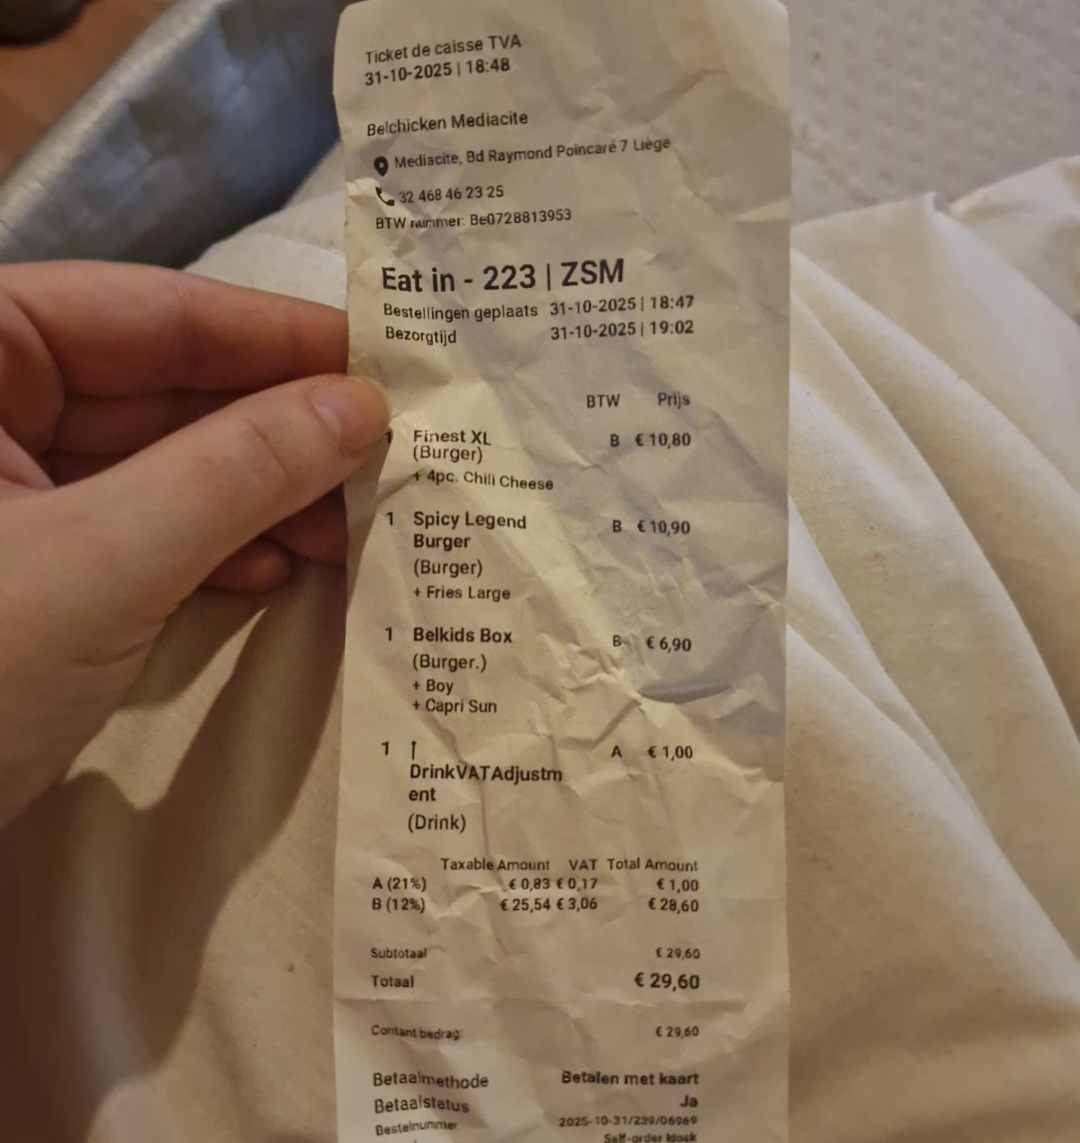 Ticket de caisse TVA
31-10-2025 | 18:48
Belchicken Mediacite
Mediacite, Bd Raymond Poincaré 7 Liège
32 468 46 23 25
BTW nummer: Be0728813953
Eat in - 223 | ZSM
Bestellingen geplaats 31-10-2025 | 18:47
Bezorgtijd 31-10-2025 | 19:02
BTW Prijs
1 Finest XL B € 10,80
(Burger)
+ 4pc. Chili Cheese
1 Spicy Legend B € 10,90
Burger
(Burger)
+ Fries Large
1 Belkids Box B € 6,90
(Burger.)
+ Boy
+ Capri Sun
1 ↑ A € 1,00
DrinkVATAdjustm
ent
(Drink)
Taxable Amount VAT Total Amount
A (21%) € 0,83 € 0,17 € 1,00
B (12%) € 25,54 € 3,06 € 28,60
Subtotaal € 29,60
Totaal € 29,60
Contant bedrag: € 29,60
Betaalmethode Betalen met kaart
Betaalstatus Ja
Bestelnummer 2025-10-31/239/06969
Self-order kiosk